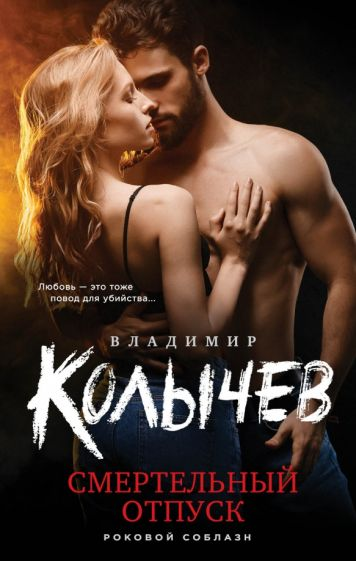 Любовь — это тоже
повод для убийства...
ВЛАДИМИР
КОЛЫЧЕВ
СМЕРТЕЛЬНЫЙ
ОТПУСК
РОКОВОЙ СОБЛАЗН